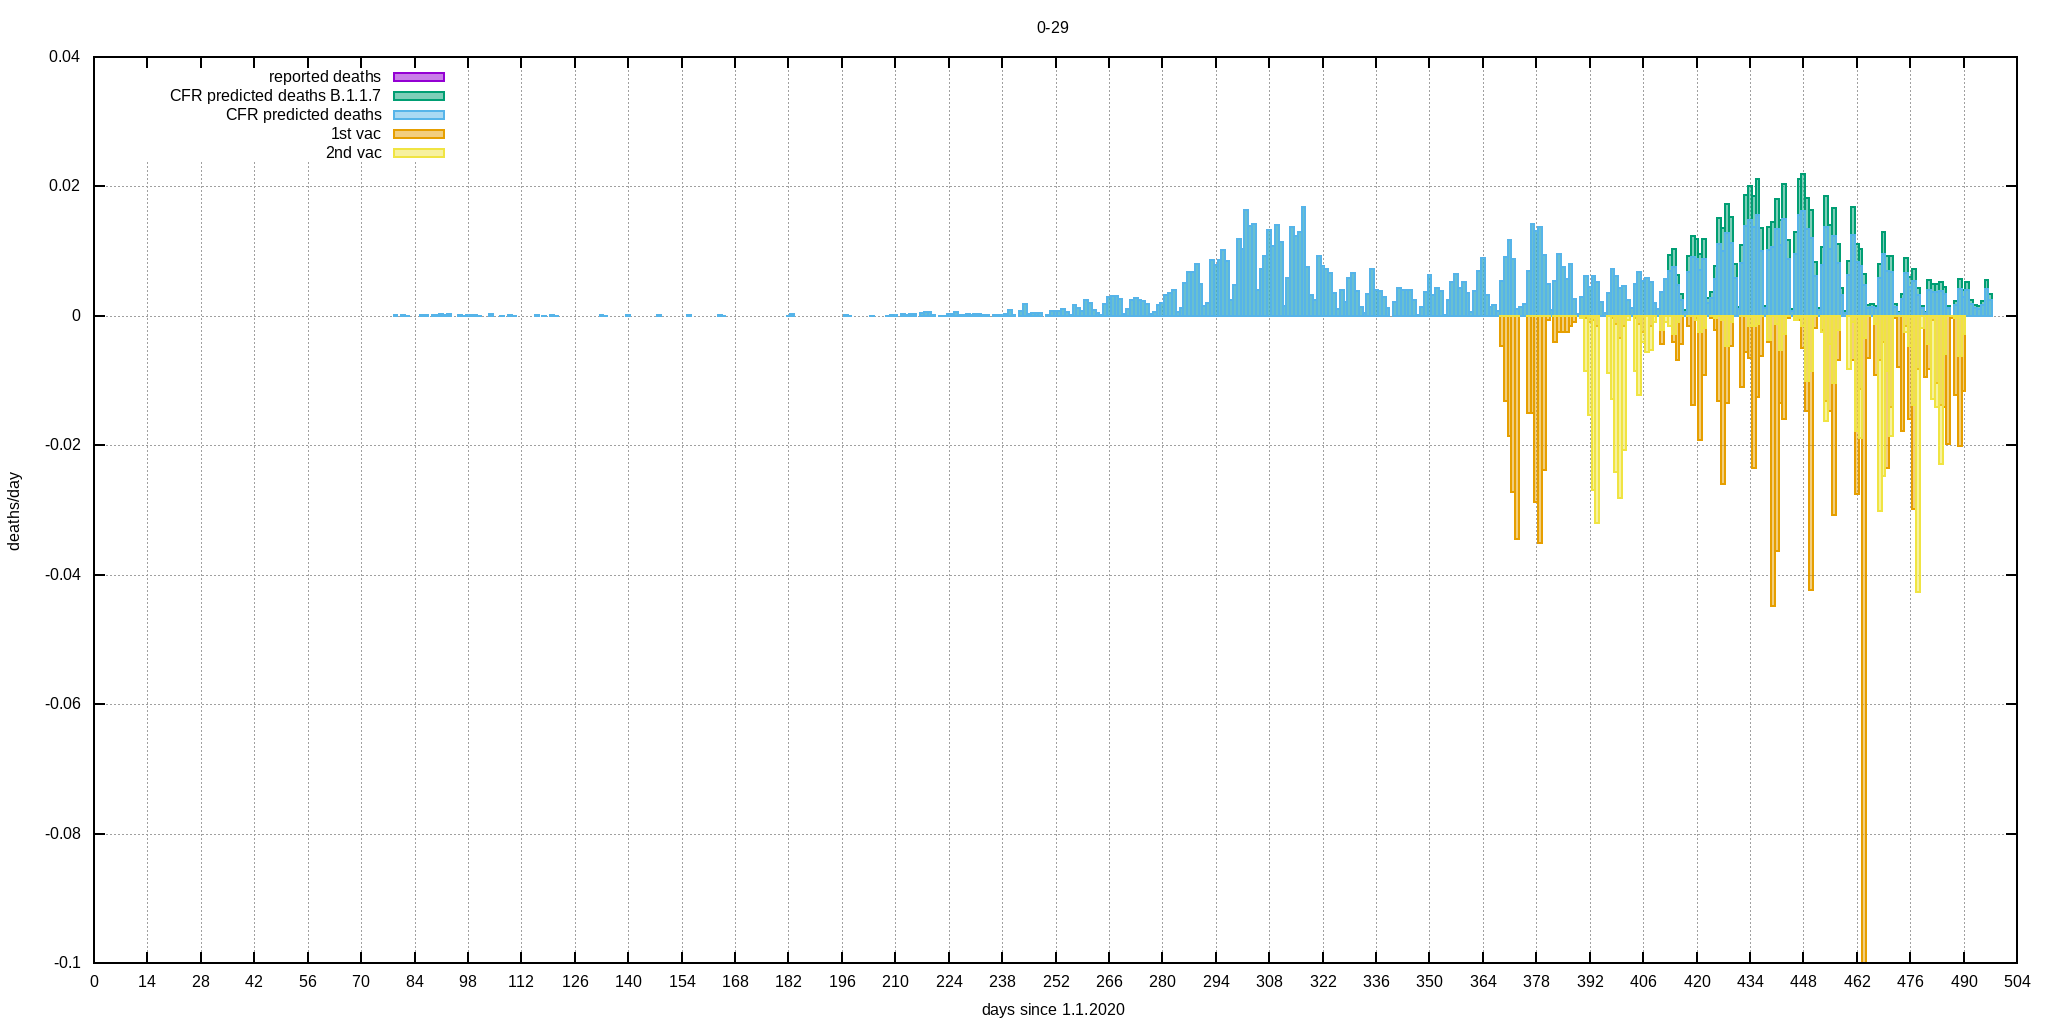 0-29
0.04
0.02
0
-0.02
-0.04
-0.06
-0.08
-0.1
deaths/day
reported deaths
CFR predicted deaths B.1.1.7
CFR predicted deaths
1st vac
2nd vac
0 14 28 42 56 70 84 98 112 126 140 154 168 182 196 210 224 238 252 266 280 294 308 322 336 350 364 378 392 406 420 434 448 462 476 490 504
days since 1.1.2020